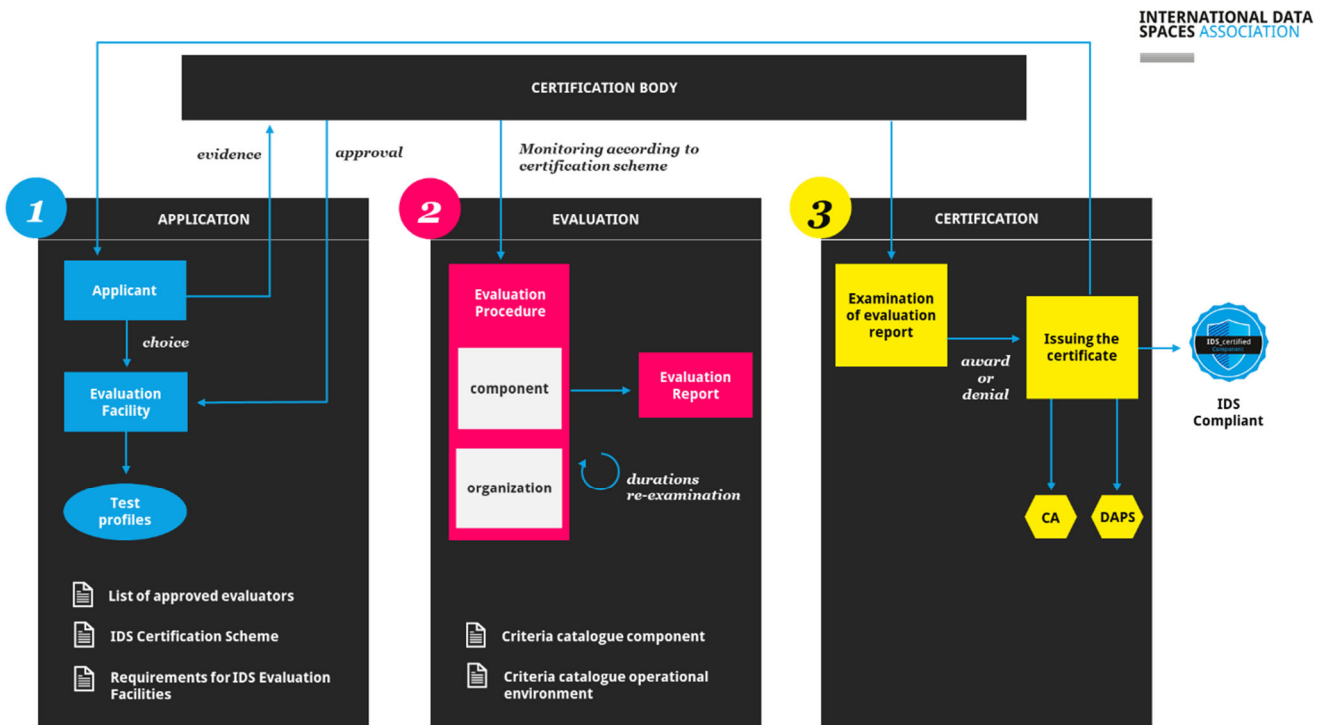 INTERNATIONAL DATA
SPACES ASSOCIATION
CERTIFICATION BODY
evidence
approval
Monitoring according to
certification scheme
1
APPLICATION
Applicant
choice
Evaluation
Facility
Test
profiles
List of approved evaluators
IDS Certification Scheme
Requirements for IDS Evaluation
Facilities
2
EVALUATION
Evaluation
Procedure
component
organization
Evaluation
Report
durations
re-examination
Criteria catalogue component
Criteria catalogue operational
environment
3
CERTIFICATION
Examination
of evaluation
report
award
or
denial
Issuing the
certificate
CA
DAPS
IDS_certified
Component
IDS
Compliant